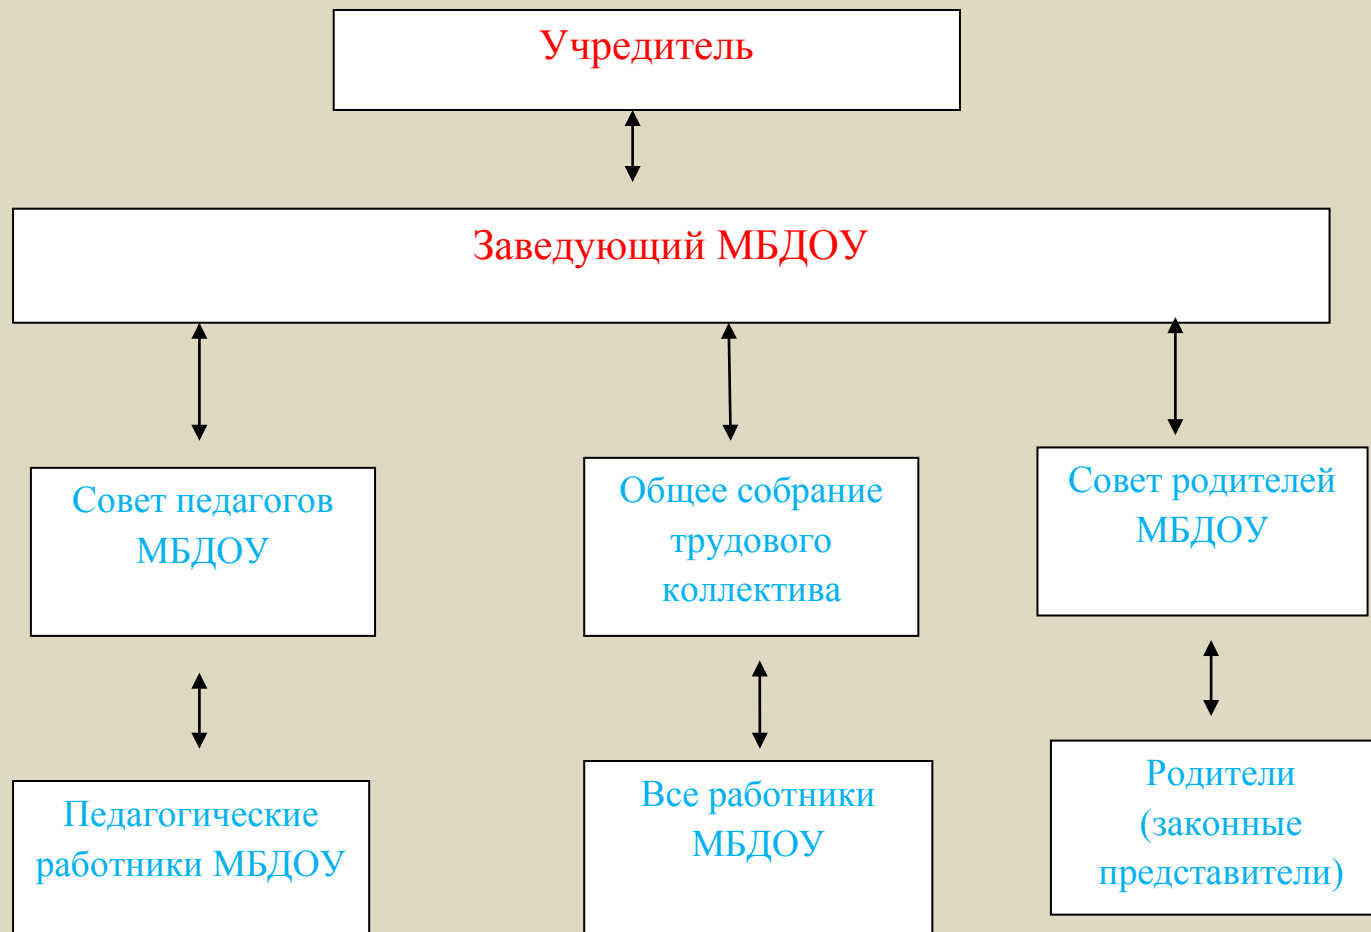 Учредитель
Заведующий МБДОУ
Совет педагогов
МБДОУ
Общее собрание
трудового
коллектива
Совет родителей
МБДОУ
Педагогические
работники МБДОУ
Все работники
МБДОУ
Родители
(законные
представители)